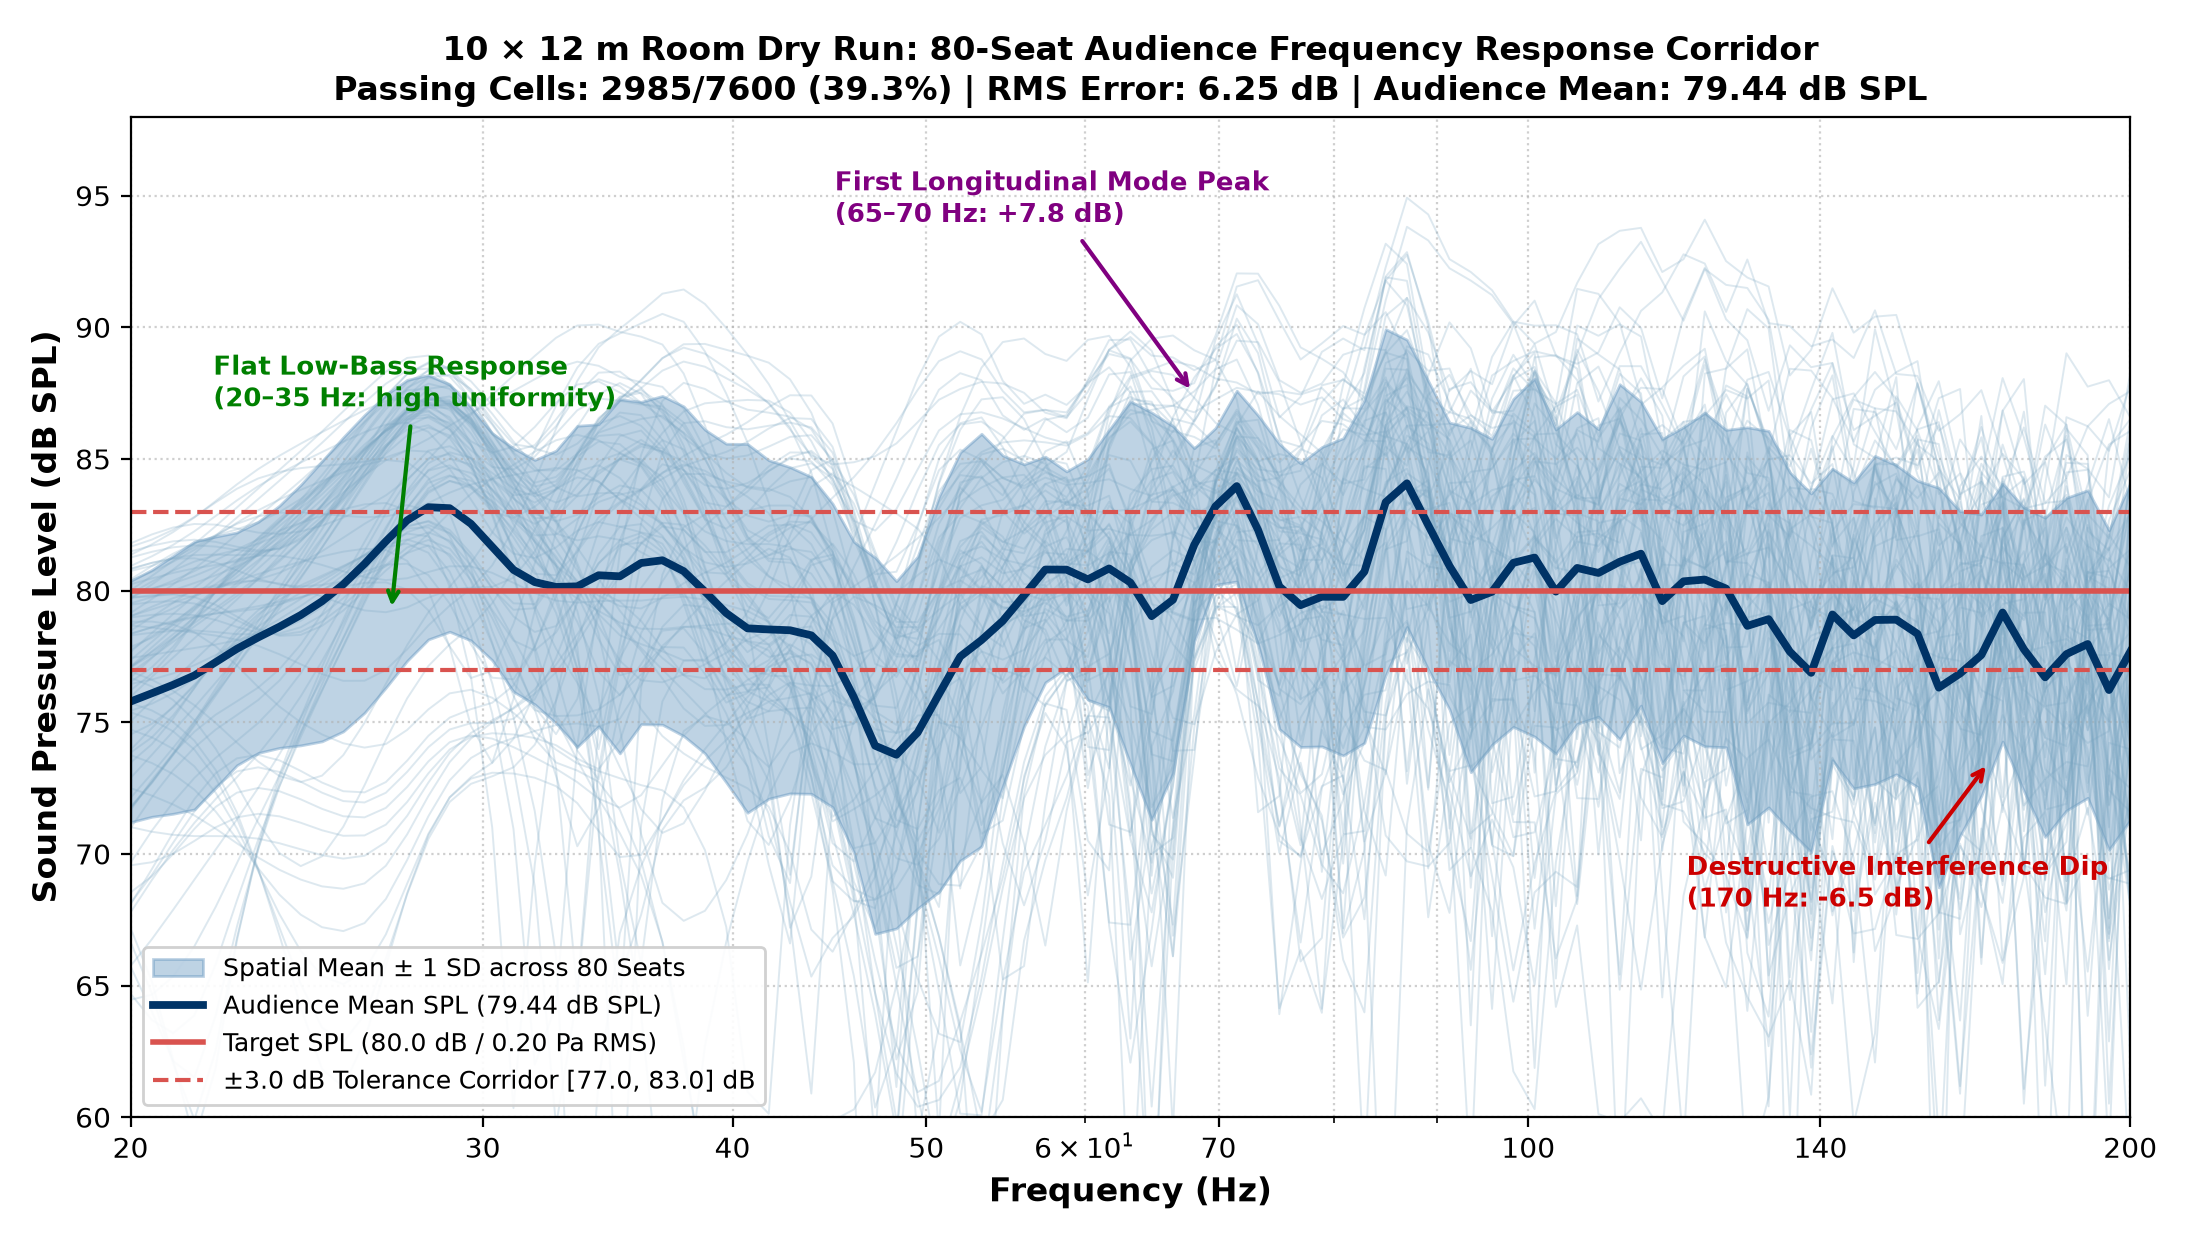 10 × 12 m Room Dry Run: 80-Seat Audience Frequency Response Corridor
Passing Cells: 2985/7600 (39.3%) | RMS Error: 6.25 dB | Audience Mean: 79.44 dB SPL
Sound Pressure Level (dB SPL)
95
90
85
80
75
70
65
60
First Longitudinal Mode Peak
(65–70 Hz: +7.8 dB)
Flat Low-Bass Response
(20–35 Hz: high uniformity)
Destructive Interference Dip
(170 Hz: -6.5 dB)
Spatial Mean ± 1 SD across 80 Seats
Audience Mean SPL (79.44 dB SPL)
Target SPL (80.0 dB / 0.20 Pa RMS)
±3.0 dB Tolerance Corridor [77.0, 83.0] dB
20 30 40 50 6 × 10¹ 70 100 140 200
Frequency (Hz)